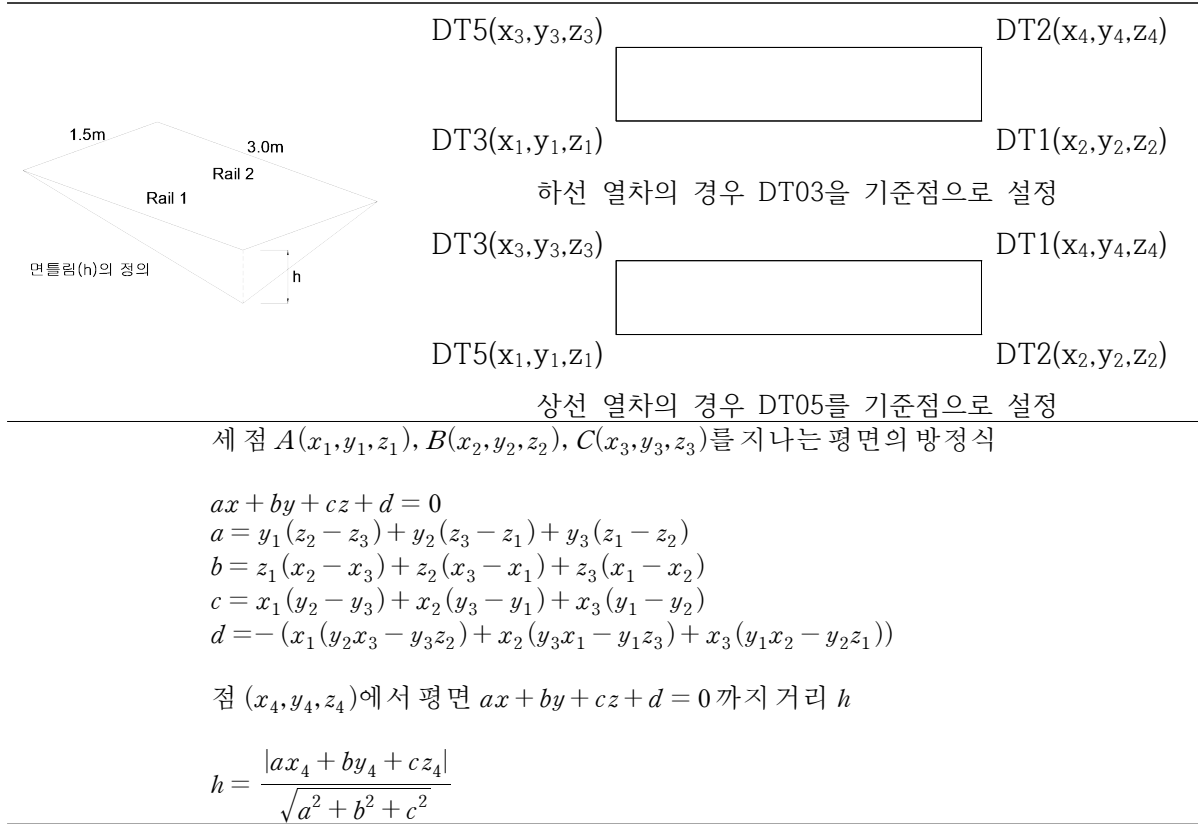 DT5(x₃,y₃,z₃) DT2(x₄,y₄,z₄)
1.5m
3.0m
Rail 2
Rail 1
면틀림(h)의 정의
h
DT3(x₁,y₁,z₁) DT1(x₂,y₂,z₂)
하선 열차의 경우 DT03을 기준점으로 설정
DT3(x₃,y₃,z₃) DT1(x₄,y₄,z₄)
DT5(x₁,y₁,z₁) DT2(x₂,y₂,z₂)
상선 열차의 경우 DT05를 기준점으로 설정
세 점 A(x₁,y₁,z₁), B(x₂,y₂,z₂), C(x₃,y₃,z₃)를 지나는 평면의 방정식
ax + by + cz + d = 0
a = y₁(z₂ − z₃) + y₂(z₃ − z₁) + y₃(z₁ − z₂)
b = z₁(x₂ − x₃) + z₂(x₃ − x₁) + z₃(x₁ − x₂)
c = x₁(y₂ − y₃) + x₂(y₃ − y₁) + x₃(y₁ − y₂)
d = − (x₁(y₂x₃ − y₃z₂) + x₂(y₃x₁ − y₁z₃) + x₃(y₁x₂ − y₂z₁))
점 (x₄,y₄,z₄)에서 평면 ax + by + cz + d = 0까지 거리 h
h = |ax₄ + by₄ + cz₄| / √(a² + b² + c²)